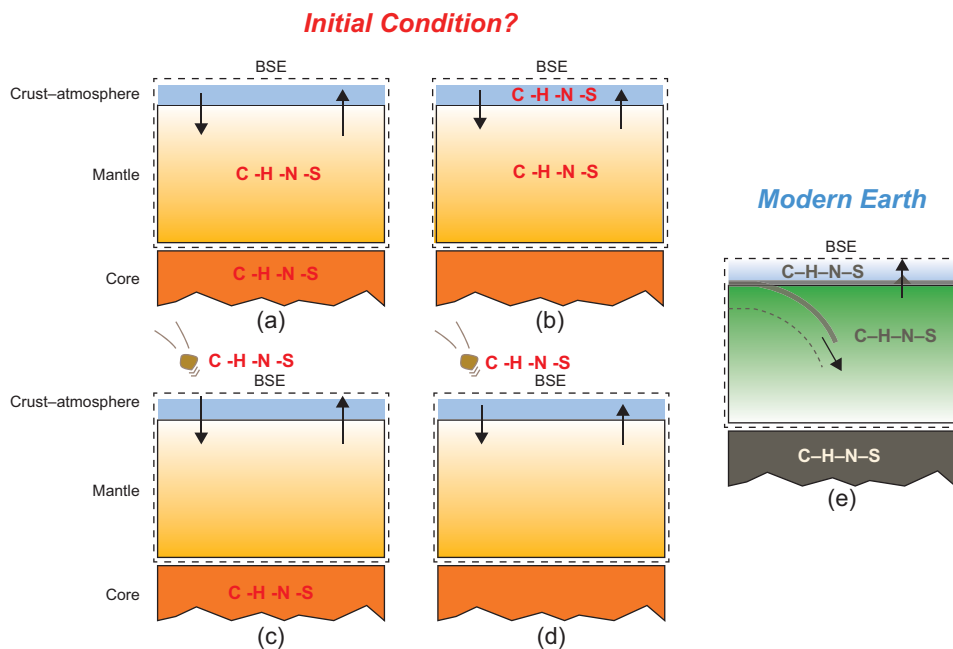 Initial Condition?
BSE
BSE
Crust–atmosphere
C -H -N -S
Mantle
C -H -N -S
C -H -N -S
Core
C -H -N -S
(a)
(b)
C -H -N -S
C -H -N -S
BSE
BSE
Crust–atmosphere
Mantle
Core
C -H -N -S
(c)
(d)
Modern Earth
BSE
C–H–N–S
C–H–N–S
C–H–N–S
(e)